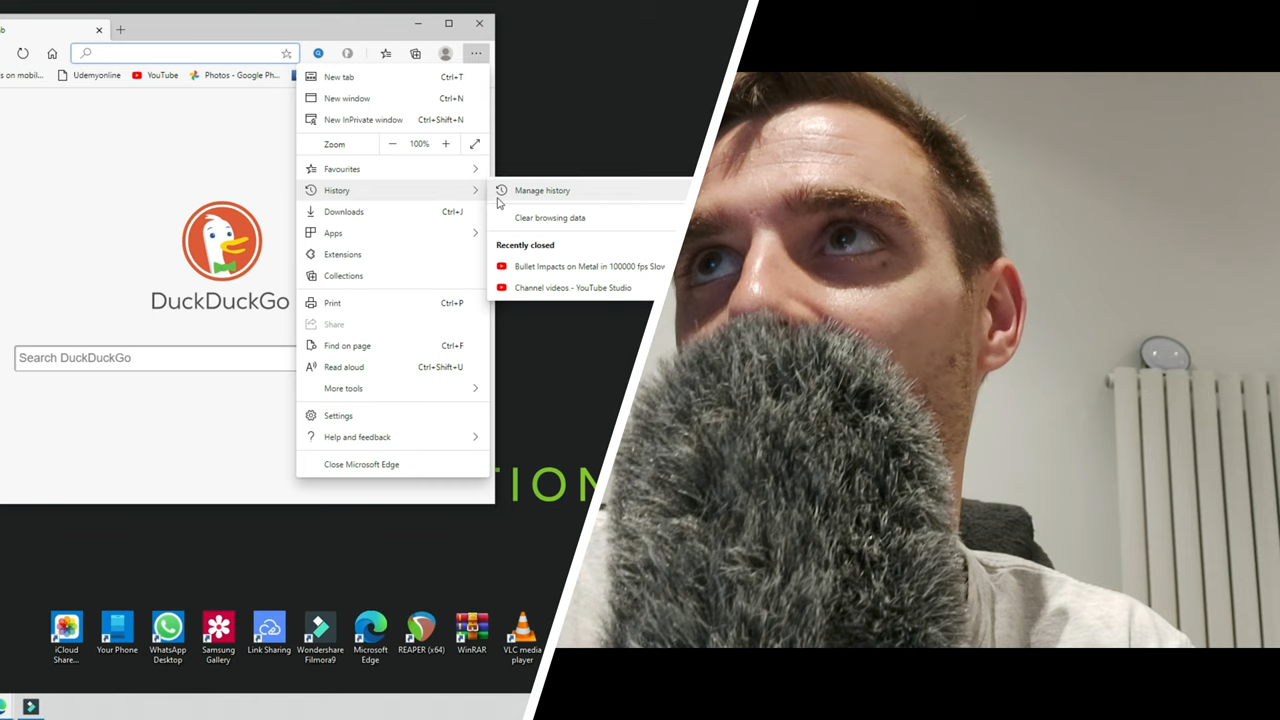 b
s on mobil...
Udemyonline
YouTube
Photos - Google Ph...
New tab Ctrl+T
New window Ctrl+N
New InPrivate window Ctrl+Shift+N
Zoom 100%
Favourites
History
Manage history
Downloads Ctrl+J
Clear browsing data
Apps
Recently closed
Extensions
Bullet Impacts on Metal in 100000 fps Slow
Collections
Channel videos - YouTube Studio
DuckDuckGo
Print Ctrl+P
Share
Find on page Ctrl+F
Search DuckDuckGo
Read aloud Ctrl+Shift+U
More tools
Settings
Help and feedback
Close Microsoft Edge
TION
iCloud Share...
Your Phone
WhatsApp Desktop
Samsung Gallery
Link Sharing
Wondershare Filmora9
Microsoft Edge
REAPER (x64)
WinRAR
VLC media player